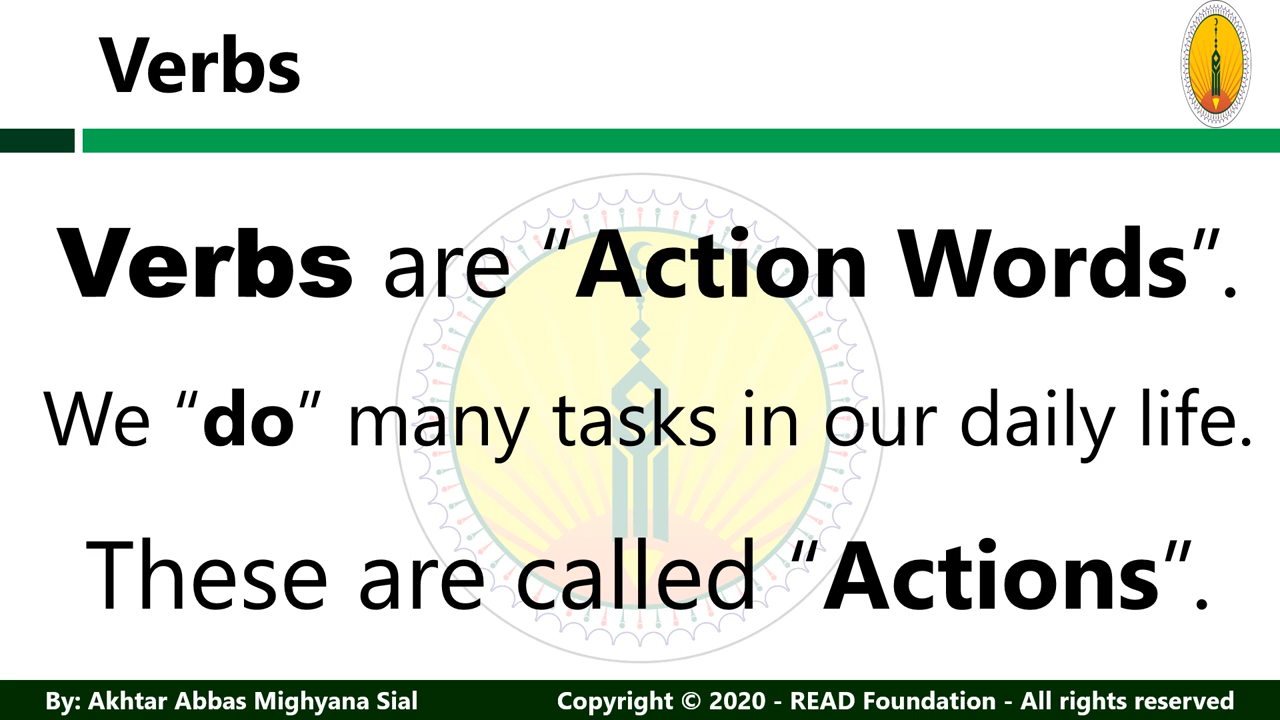 Verbs
Verbs are “Action Words”.
We “do” many tasks in our daily life.
These are called “Actions”.
By: Akhtar Abbas Mighyana Sial
Copyright © 2020 - READ Foundation - All rights reserved